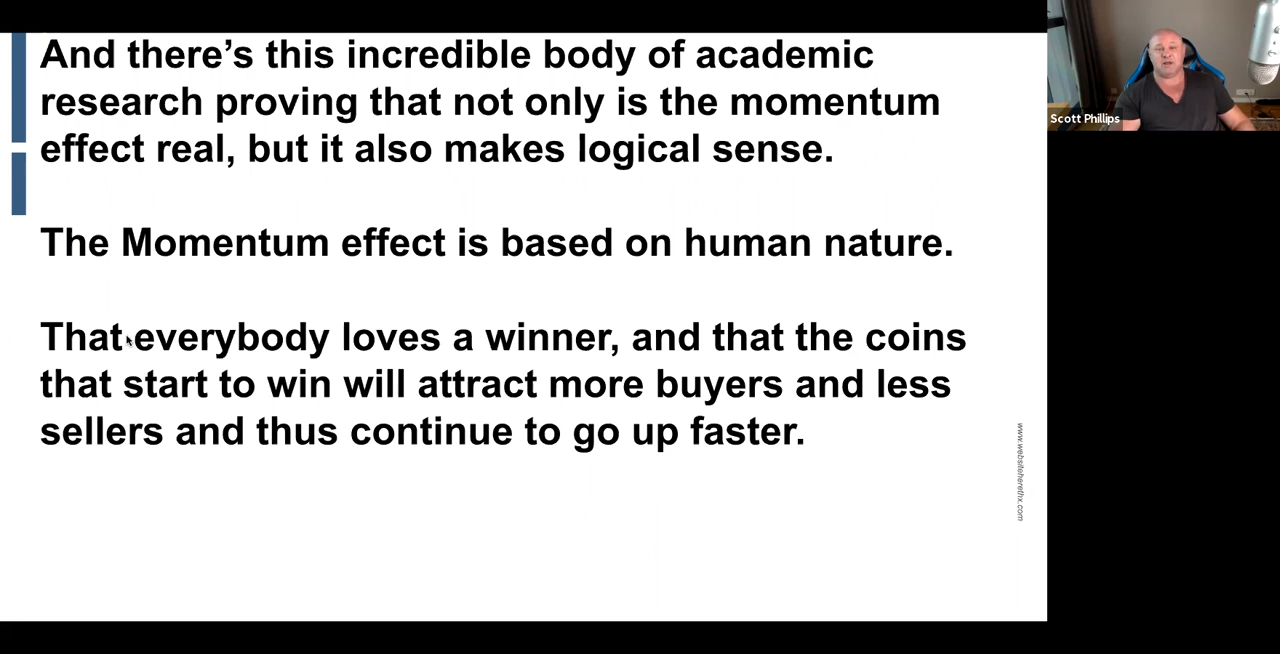 And there’s this incredible body of academic
research proving that not only is the momentum
effect real, but it also makes logical sense.
The Momentum effect is based on human nature.
That everybody loves a winner, and that the coins
that start to win will attract more buyers and less
sellers and thus continue to go up faster.
www.websiteherethx.com
Scott Phillips